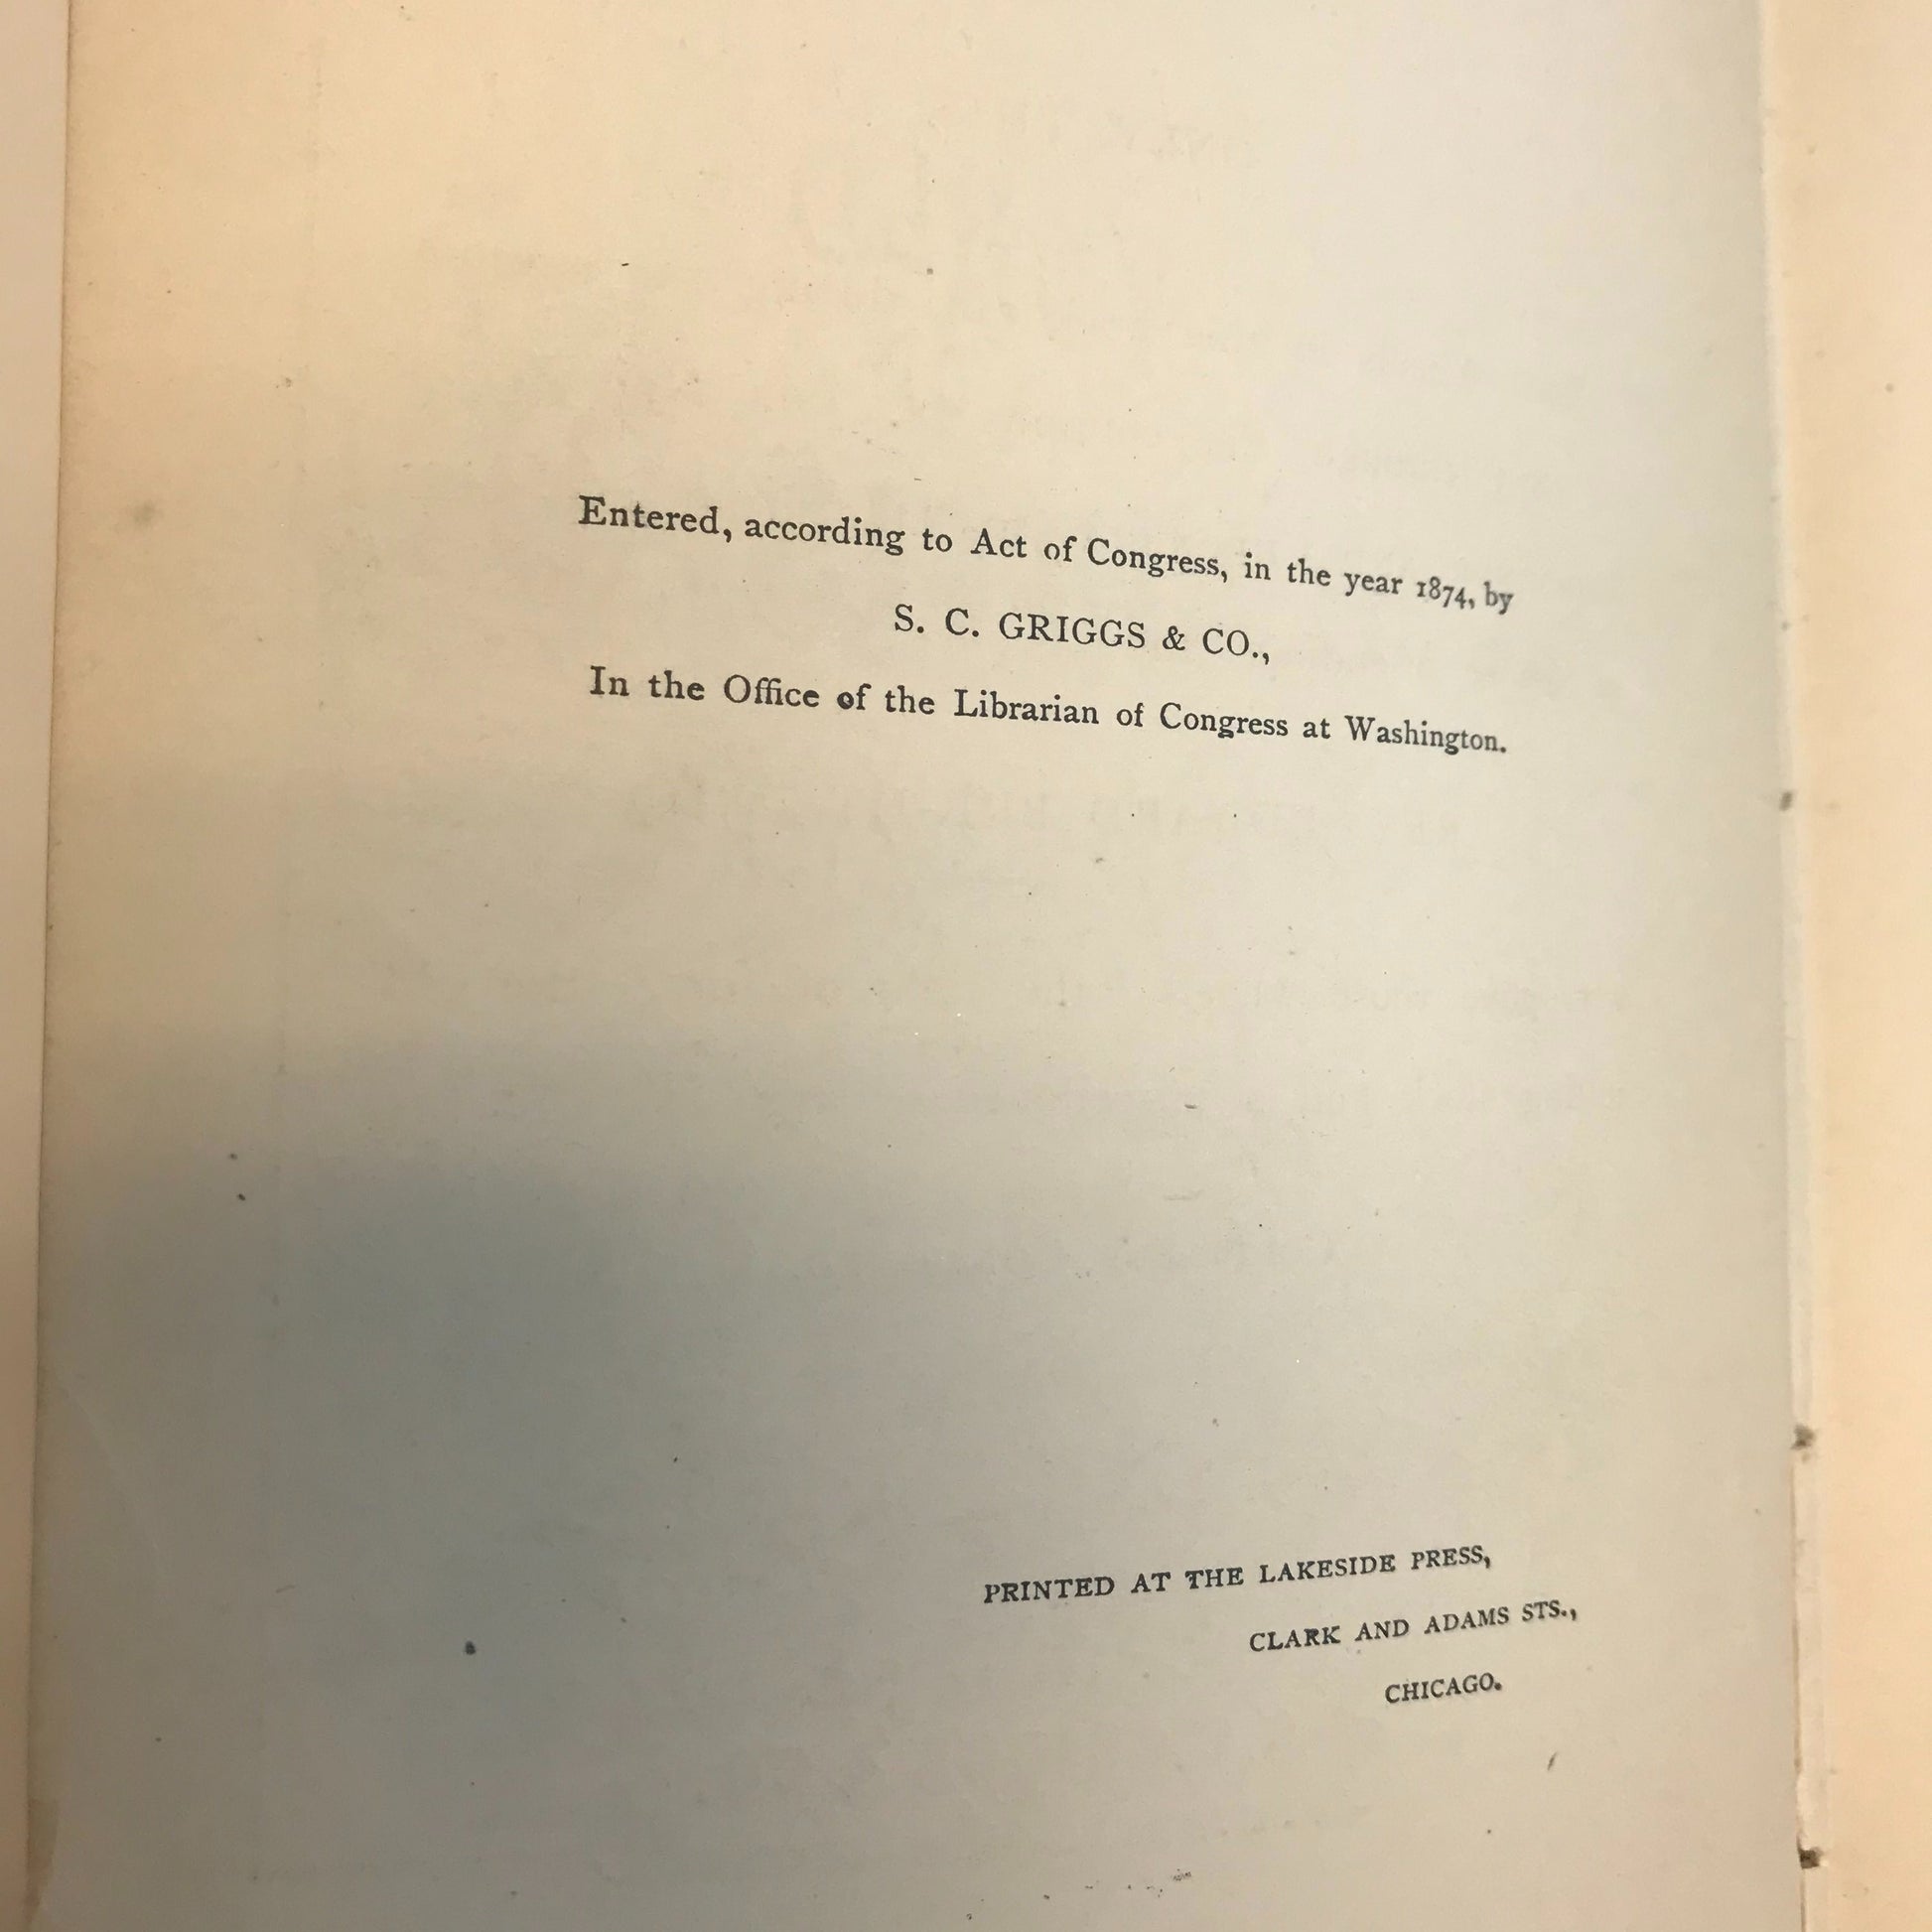 Entered, according to Act of Congress, in the year 1874, by
S. C. GRIGGS & CO.,
In the Office of the Librarian of Congress at Washington.
PRINTED AT THE LAKESIDE PRESS,
CLARK AND ADAMS STS.,
CHICAGO.